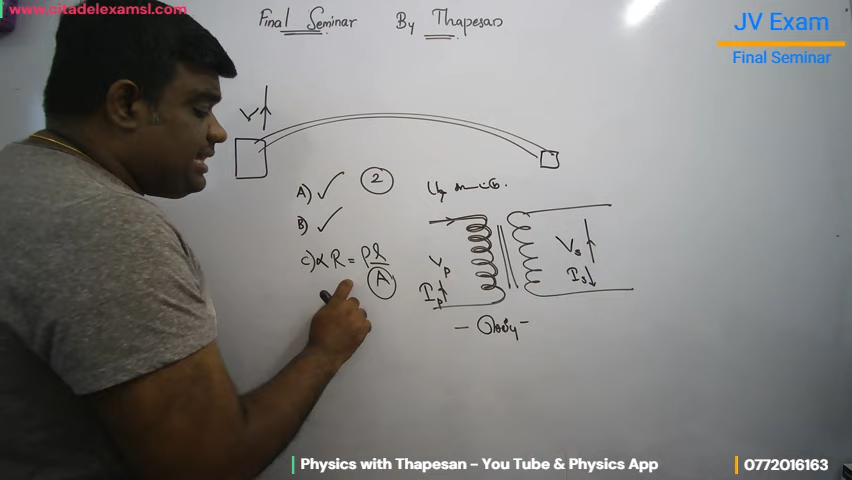 www.citadelexamsl.com
Final Seminar By Thapesan
JV Exam
Final Seminar
V
A) ✓ 2
B) ✓
C) α R = ρl/A
Vp
Ip ↑
Vs ↑
Is ↓
Physics with Thapesan – You Tube & Physics App
0772016163